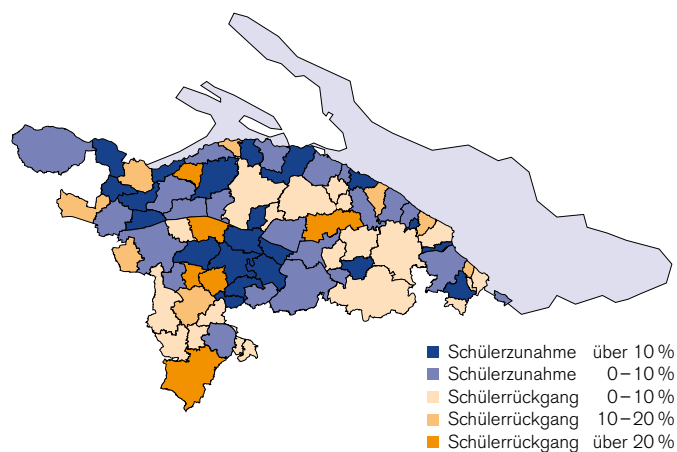 Schülerzunahme über 10 %
Schülerzunahme 0–10 %
Schülerrückgang 0–10 %
Schülerrückgang 10–20 %
Schülerrückgang über 20 %